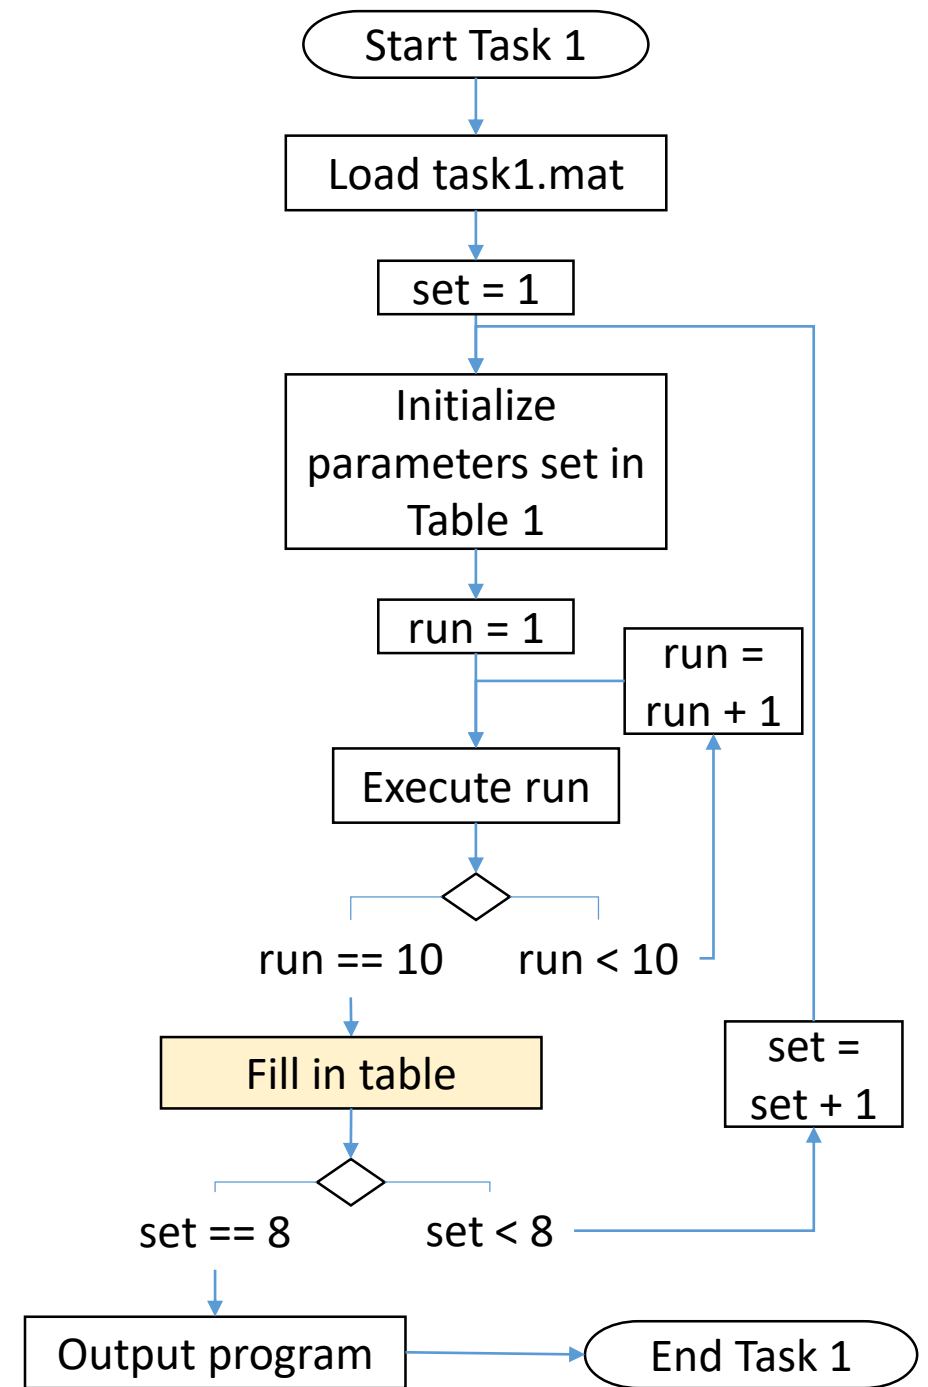 Start Task 1
Load task1.mat
set = 1
Initialize
parameters set in
Table 1
run = 1
run =
run + 1
Execute run
run == 10
run < 10
Fill in table
set =
set + 1
set == 8
set < 8
Output program
End Task 1